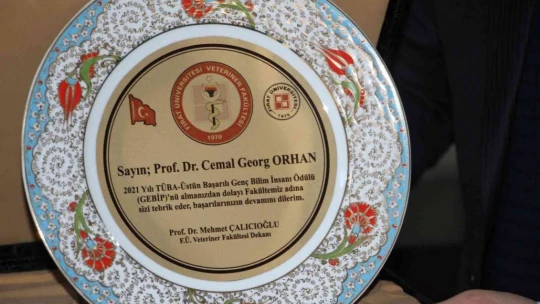 FIRAT ÜNİVERSİTESİ VETERİNER FAKÜLTESİ
1970
FIRAT ÜNİVERSİTESİ
1975
Sayın; Prof. Dr. Cemal Georg ORHAN
2021 Yılı TÜBA-Üstün Başarılı Genç Bilim İnsanı Ödülü
(GEBİP)'nü almanızdan dolayı Fakültemiz adına
sizi tebrik eder, başarılarınızın devamını dilerim.
Prof. Dr. Mehmet ÇALICIOĞLU
F.Ü. Veteriner Fakültesi Dekanı